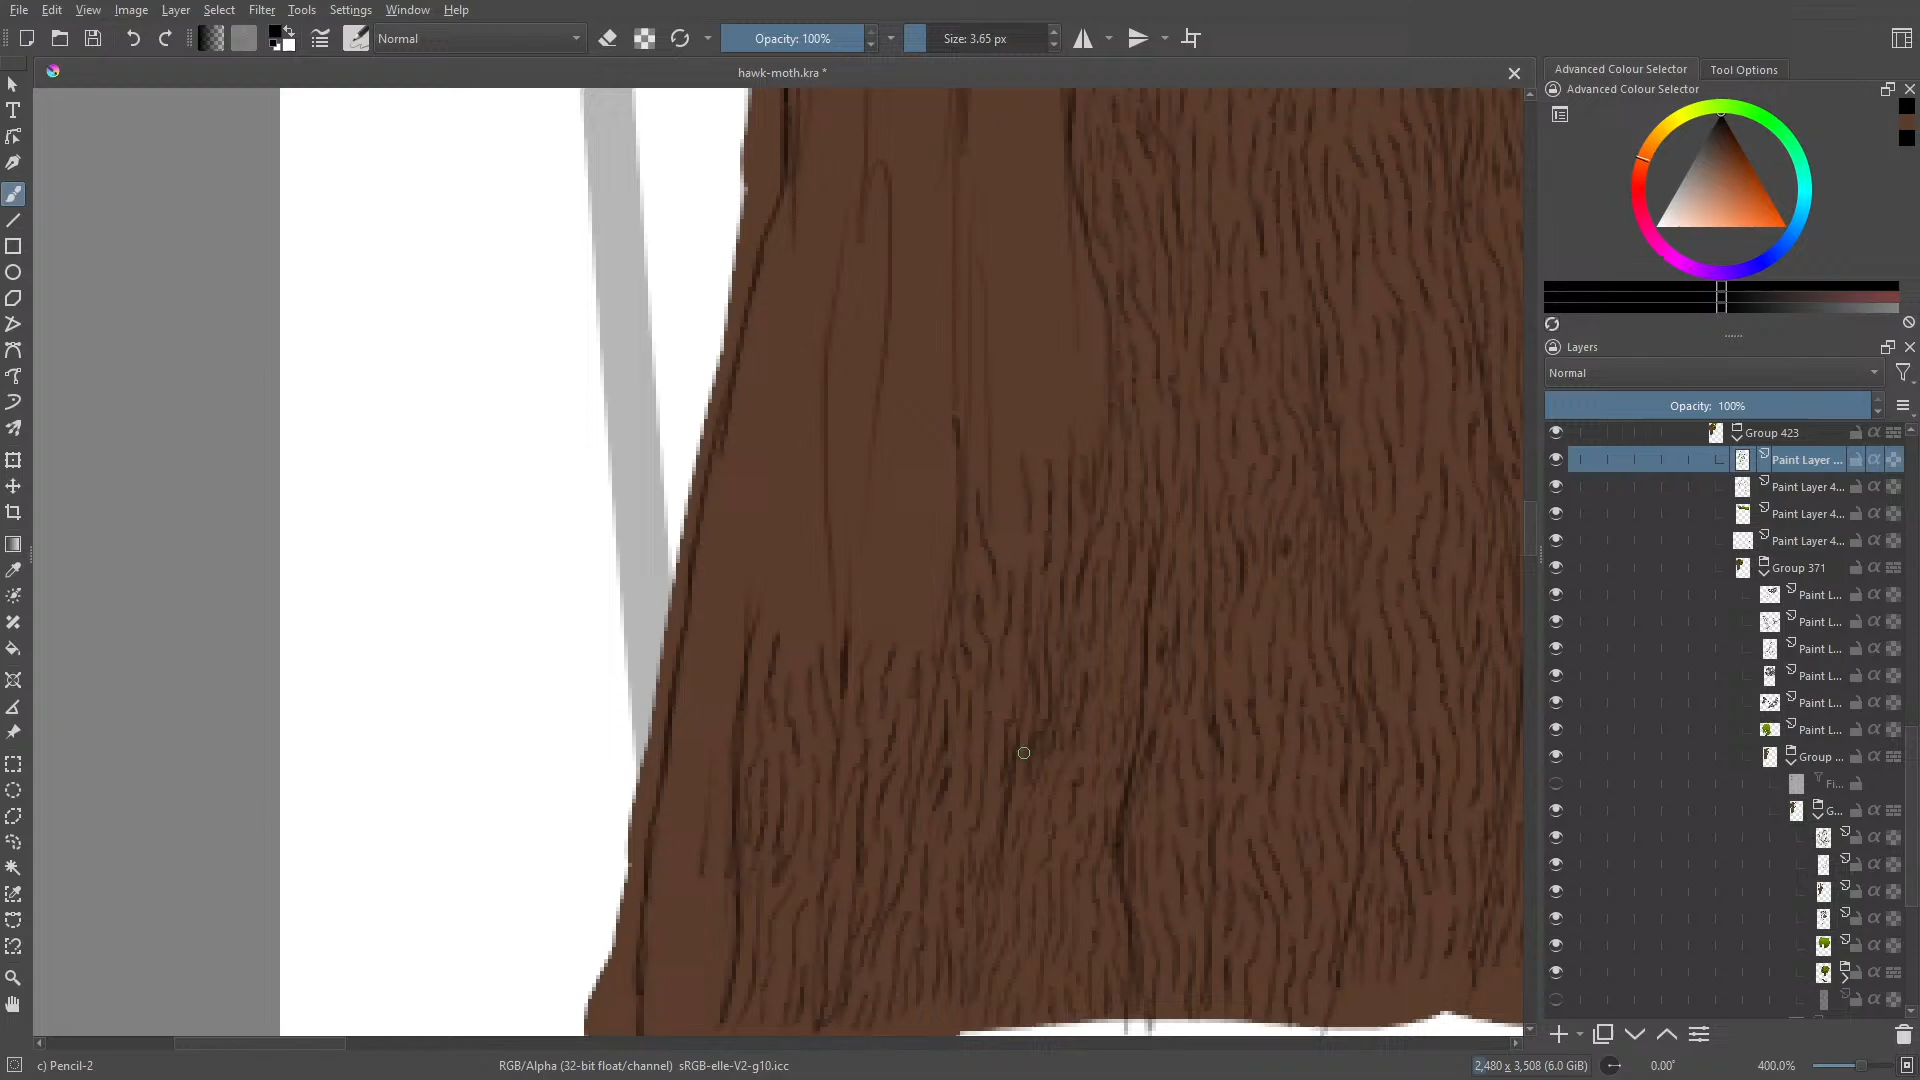 File Edit View Image Layer Select Filter Tools Settings Window Help
Normal
Opacity: 100%
Size: 3.65 px
hawk-moth.kra *
Advanced Colour Selector
Tool Options
Advanced Colour Selector
Layers
Normal
Opacity: 100%
Group 423
Paint Layer ...
Paint Layer 4...
Paint Layer 4...
Paint Layer 4...
Group 371
Paint L...
Paint L...
Paint L...
Paint L...
Paint L...
Paint L...
Group ...
Fi...
G...
c) Pencil-2
RGB/Alpha (32-bit float/channel) sRGB-elle-V2-g10.icc
2,480 x 3,508 (6.0 GiB)
0.00°
400.0%